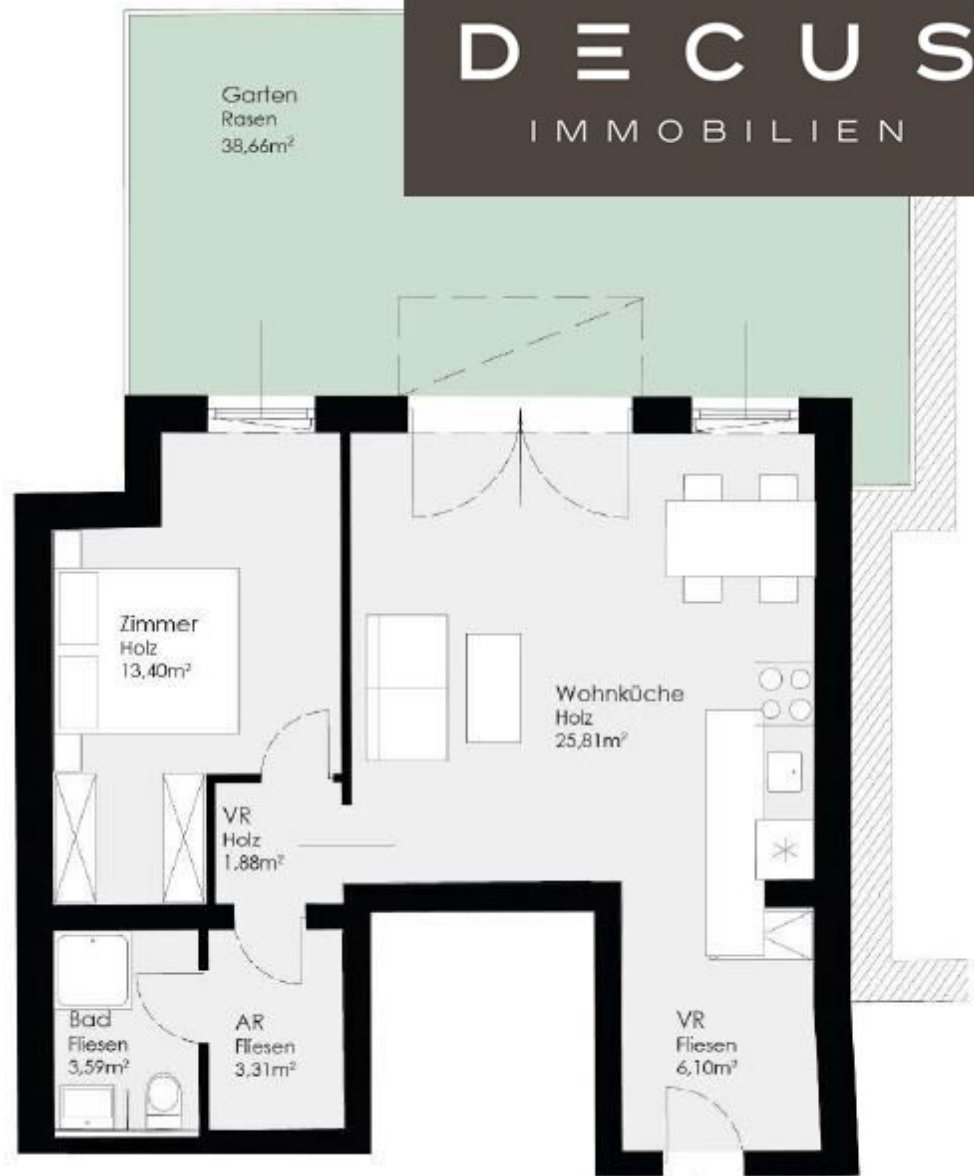 DECUS
IMMOBILIEN
Garten
Rasen
38,66m²
Zimmer
Holz
13,40m²
Wohnküche
Holz
25,81m²
VR
Holz
1,88m²
Bad
Fliesen
3,59m²
AR
Fliesen
3,31m²
VR
Fliesen
6,10m²